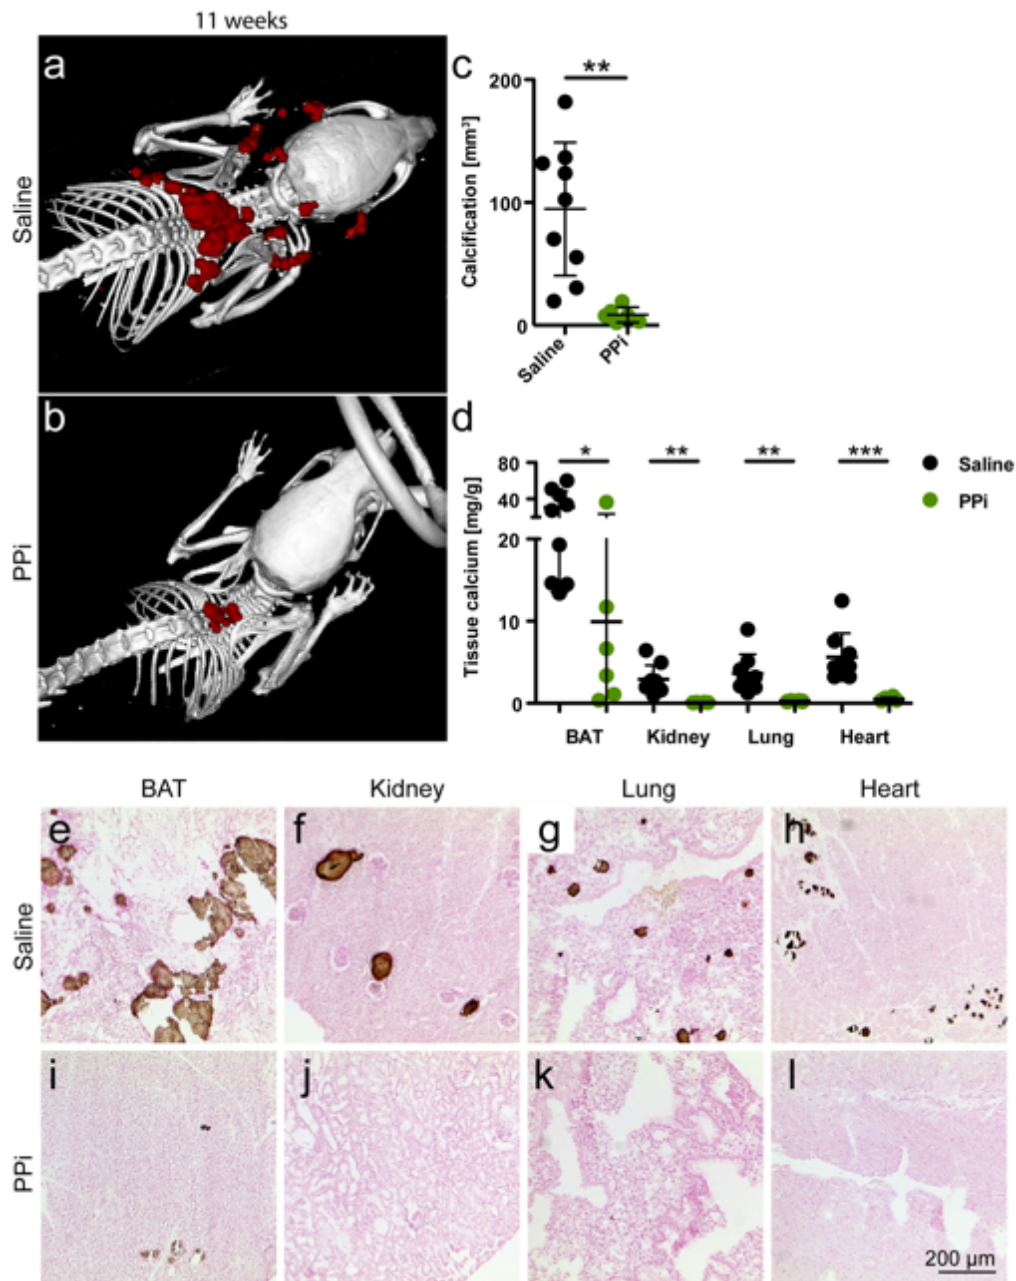 11 weeks
a
Saline
b
PPi
c
**
Calcification [mm³]
200
100
0
Saline
PPi
d
* ** ** ***
Saline
PPi
Tissue calcium [mg/g]
80
40
20
10
0
BAT Kidney Lung Heart
BAT Kidney Lung Heart
Saline
e f g h
PPi
i j k l
200 µm